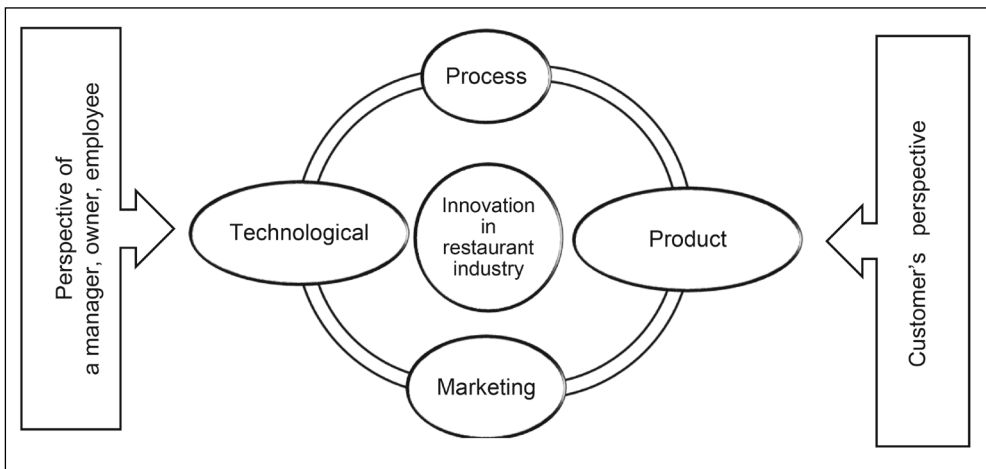 Perspective of
a manager, owner, employee
Process
Technological
Innovation
in
restaurant
industry
Product
Marketing
Customer's perspective